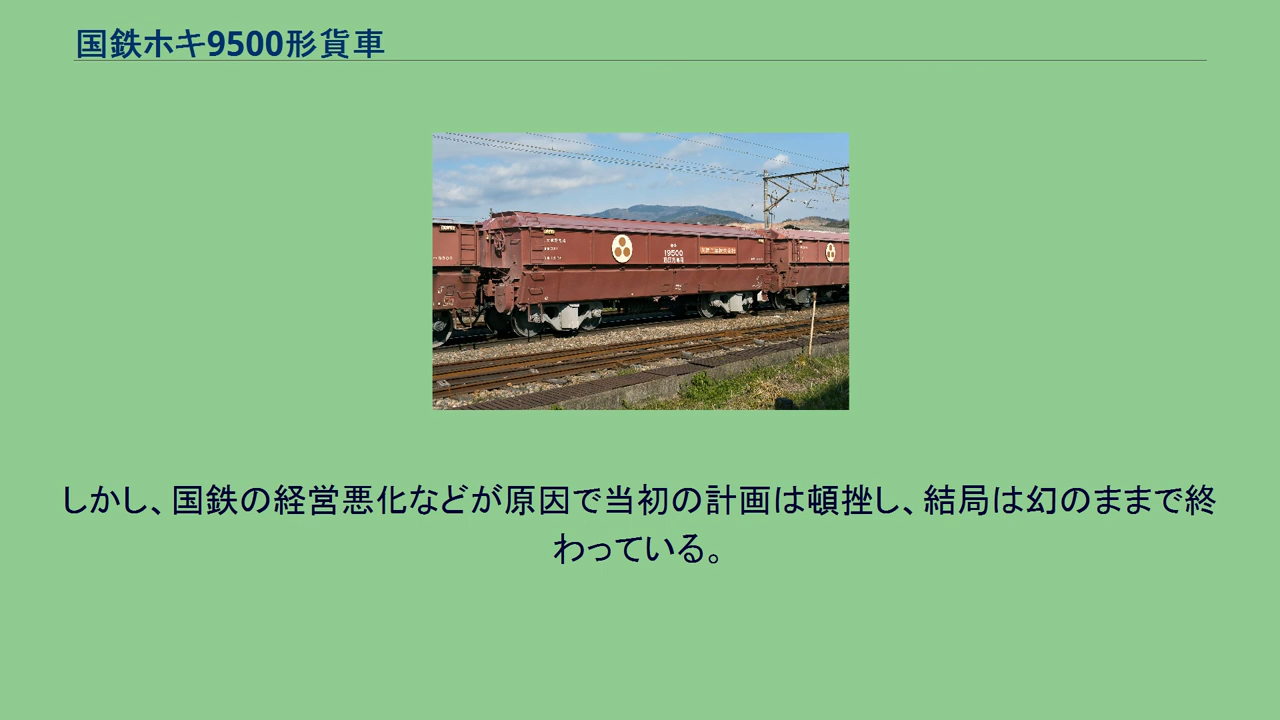 国鉄ホキ9500形貨車
19500
しかし、国鉄の経営悪化などが原因で当初の計画は頓挫し、結局は幻のままで終
わっている。